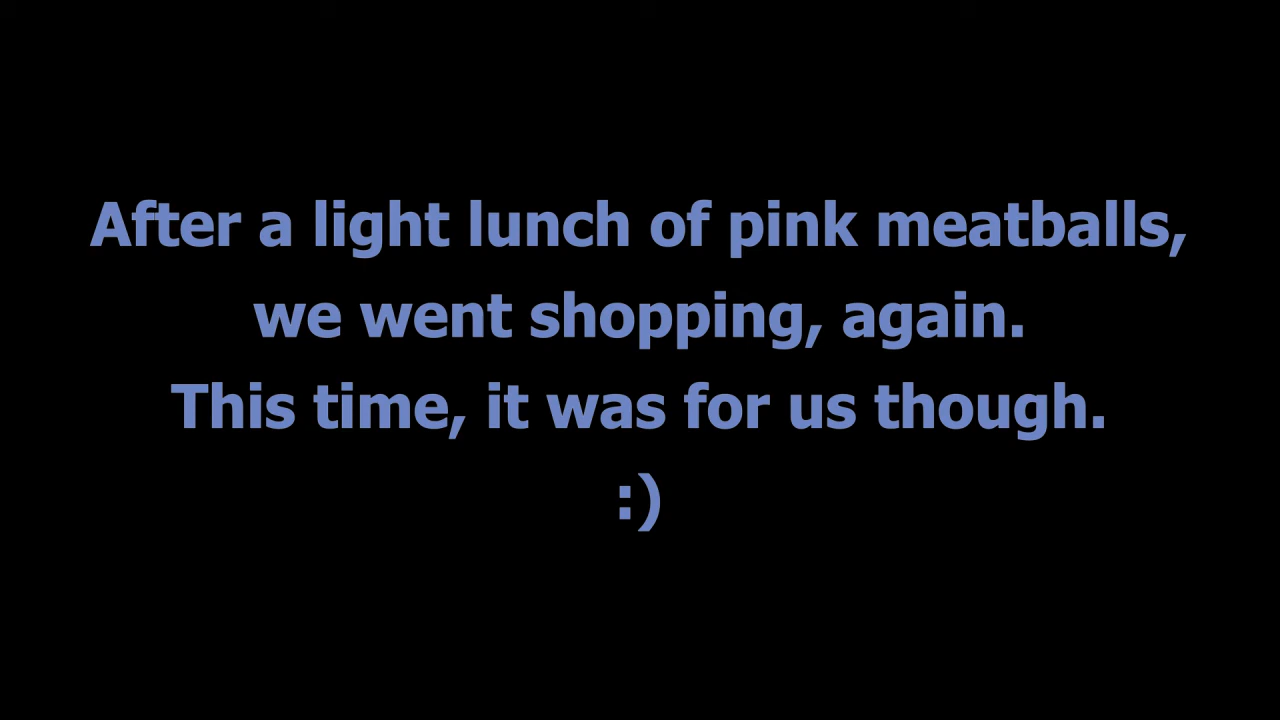 After a light lunch of pink meatballs,
we went shopping, again.
This time, it was for us though.
:)